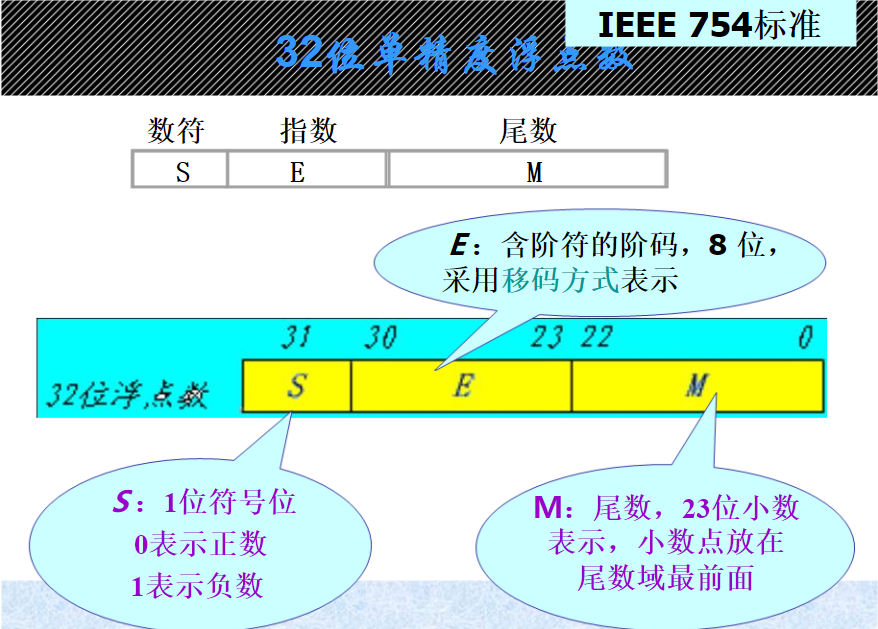 IEEE 754标准
32位单精度浮点数
数符 指数 尾数
S E M
E：含阶符的阶码，8 位，
采用移码方式表示
31 30 23 22 0
32位浮点数 S E M
S：1位符号位
0表示正数
1表示负数
M：尾数，23位小数
表示，小数点放在
尾数域最前面